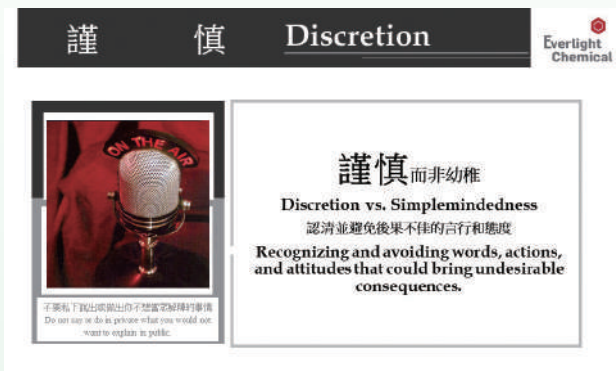 謹 慎 Discretion
Everlight
Chemical
ON THE AIR
謹慎而非幼稚
Discretion vs. Simplemindedness
認清並避免後果不佳的言行和態度
Recognizing and avoiding words, actions,
and attitudes that could bring undesirable
consequences.
不要私下說出或做出你不想當眾解釋的事情
Do not say or do in private what you would not
want to explain in public.